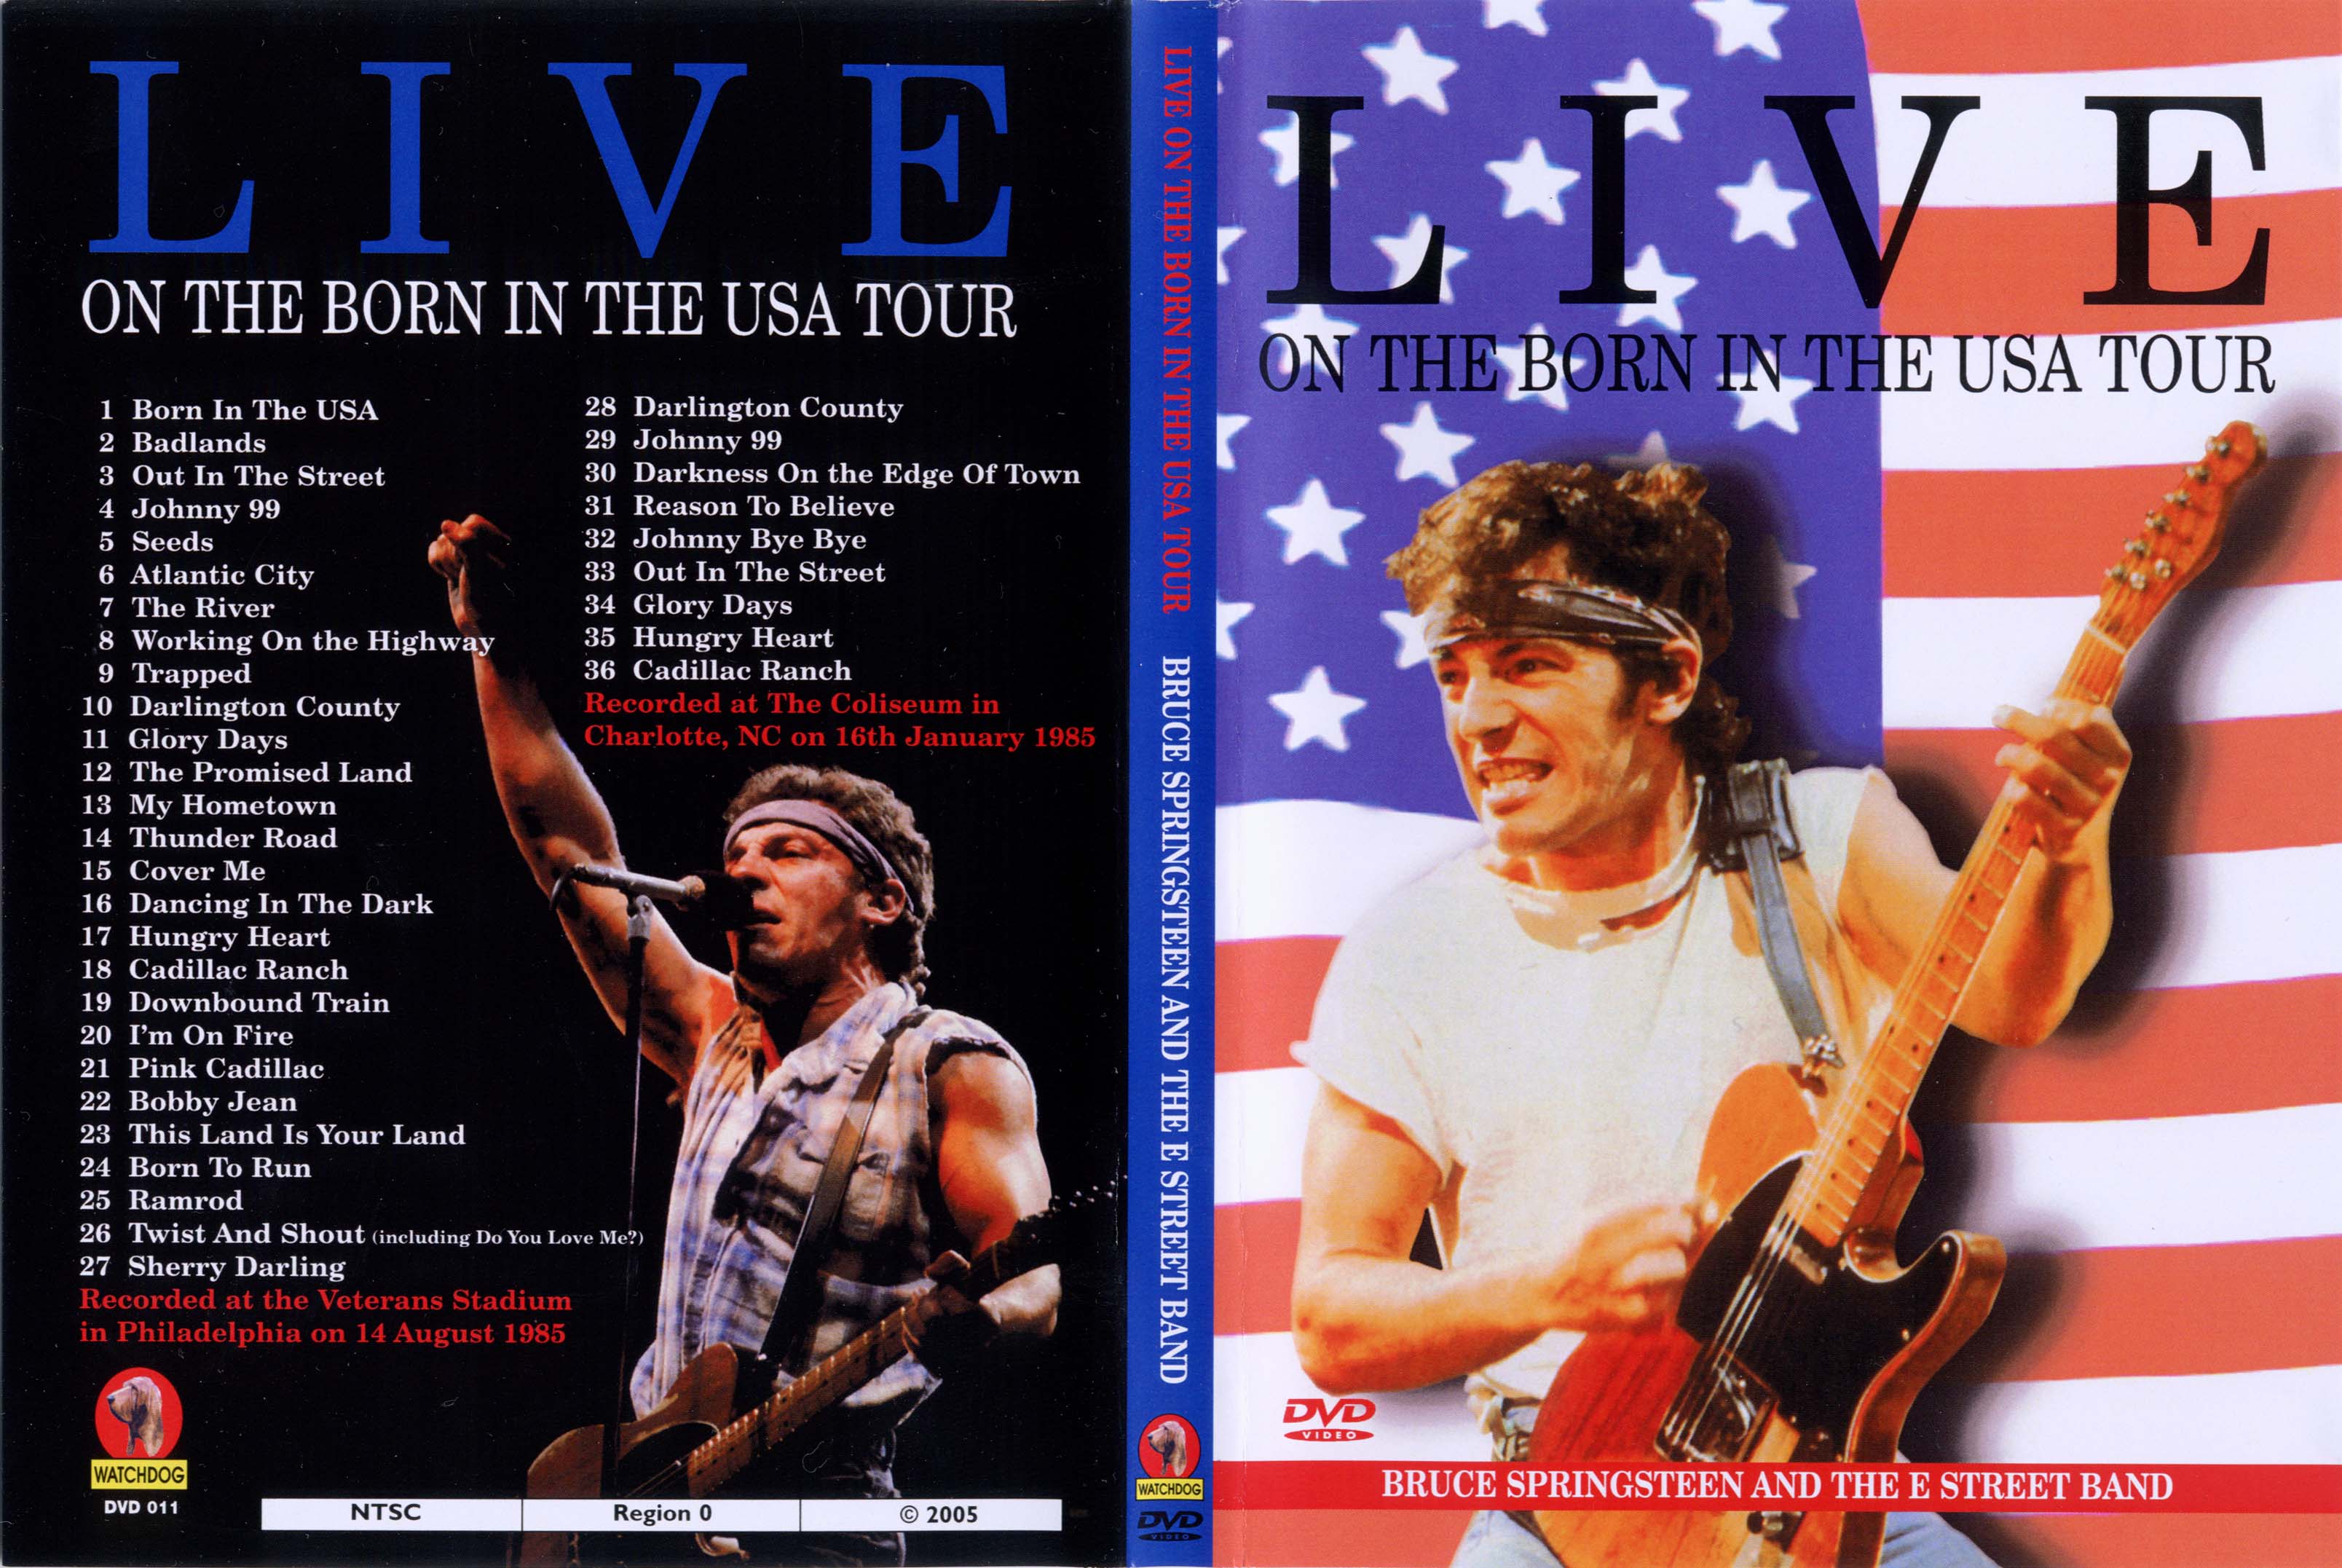 LIVE
ON THE BORN IN THE USA TOUR
1 Born In The USA
2 Badlands
3 Out In The Street
4 Johnny 99
5 Seeds
6 Atlantic City
7 The River
8 Working On the Highway
9 Trapped
10 Darlington County
11 Glory Days
12 The Promised Land
13 My Hometown
14 Thunder Road
15 Cover Me
16 Dancing In The Dark
17 Hungry Heart
18 Cadillac Ranch
19 Downbound Train
20 I'm On Fire
21 Pink Cadillac
22 Bobby Jean
23 This Land Is Your Land
24 Born To Run
25 Ramrod
26 Twist And Shout (including Do You Love Me?)
27 Sherry Darling
Recorded at the Veterans Stadium
in Philadelphia on 14 August 1985
28 Darlington County
29 Johnny 99
30 Darkness On the Edge Of Town
31 Reason To Believe
32 Johnny Bye Bye
33 Out In The Street
34 Glory Days
35 Hungry Heart
36 Cadillac Ranch
Recorded at The Coliseum in
Charlotte, NC on 16th January 1985
WATCHDOG
DVD 011
NTSC
Region 0
© 2005
LIVE ON THE BORN IN THE USA TOUR BRUCE SPRINGSTEEN AND THE E STREET BAND
WATCHDOG
DVD
VIDEO
LIVE
ON THE BORN IN THE USA TOUR
DVD
VIDEO
BRUCE SPRINGSTEEN AND THE E STREET BAND